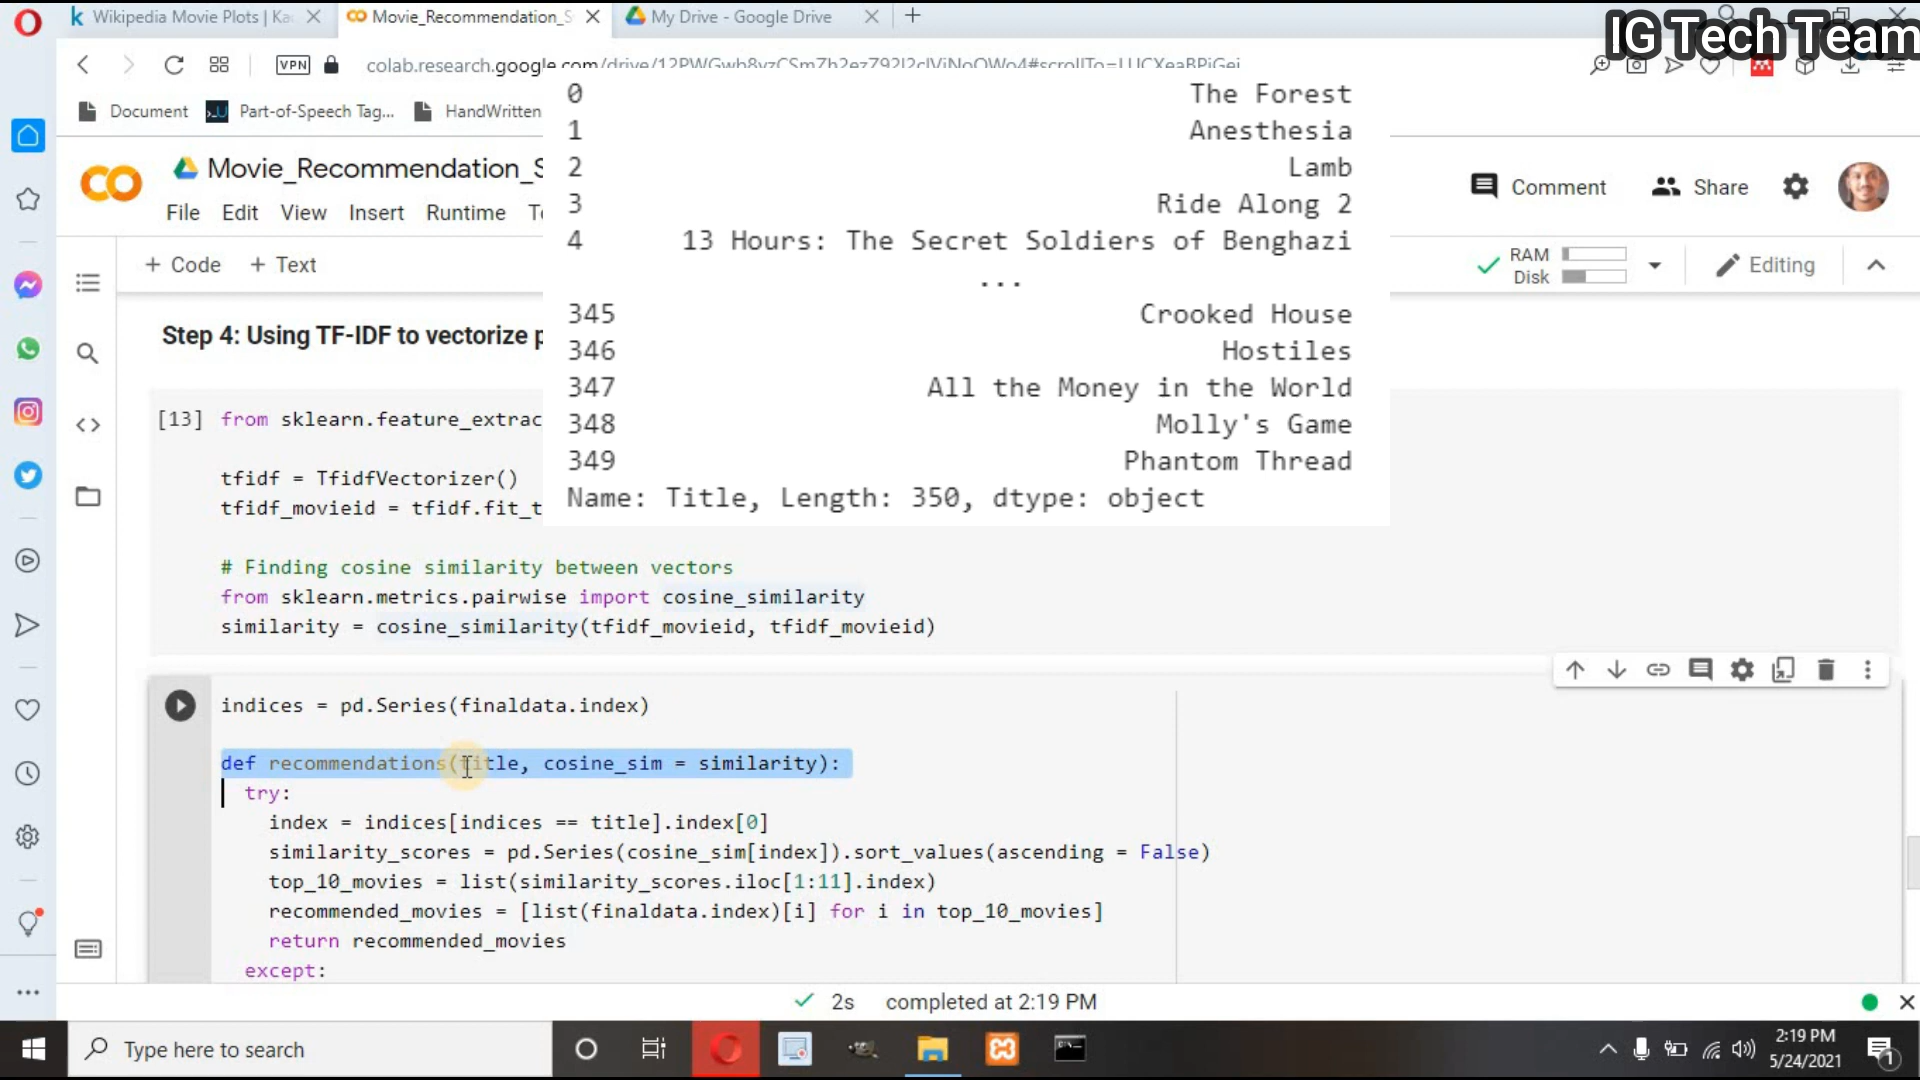 Wikipedia Movie Plots | Ka
Movie_Recommendation_S
My Drive - Google Drive
IG Tech Team
VPN
Document
Part-of-Speech Tag...
HandWritten
Movie_Recommendation_S
File Edit View Insert Runtime
Comment
Share
+ Code + Text
RAM
Disk
Editing
0 The Forest
1 Anesthesia
2 Lamb
3 Ride Along 2
4 13 Hours: The Secret Soldiers of Benghazi
...
345 Crooked House
346 Hostiles
347 All the Money in the World
348 Molly's Game
349 Phantom Thread
Name: Title, Length: 350, dtype: object
Step 4: Using TF-IDF to vectorize p
[13] from sklearn.feature_extrac
tfidf = TfidfVectorizer()
tfidf_movieid = tfidf.fit_t
# Finding cosine similarity between vectors
from sklearn.metrics.pairwise import cosine_similarity
similarity = cosine_similarity(tfidf_movieid, tfidf_movieid)
indices = pd.Series(finaldata.index)
def recommendations(title, cosine_sim = similarity):
try:
index = indices[indices == title].index[0]
similarity_scores = pd.Series(cosine_sim[index]).sort_values(ascending = False)
top_10_movies = list(similarity_scores.iloc[1:11].index)
recommended_movies = [list(finaldata.index)[i] for i in top_10_movies]
return recommended_movies
except:
2s completed at 2:19 PM
Type here to search
2:19 PM
5/24/2021
1